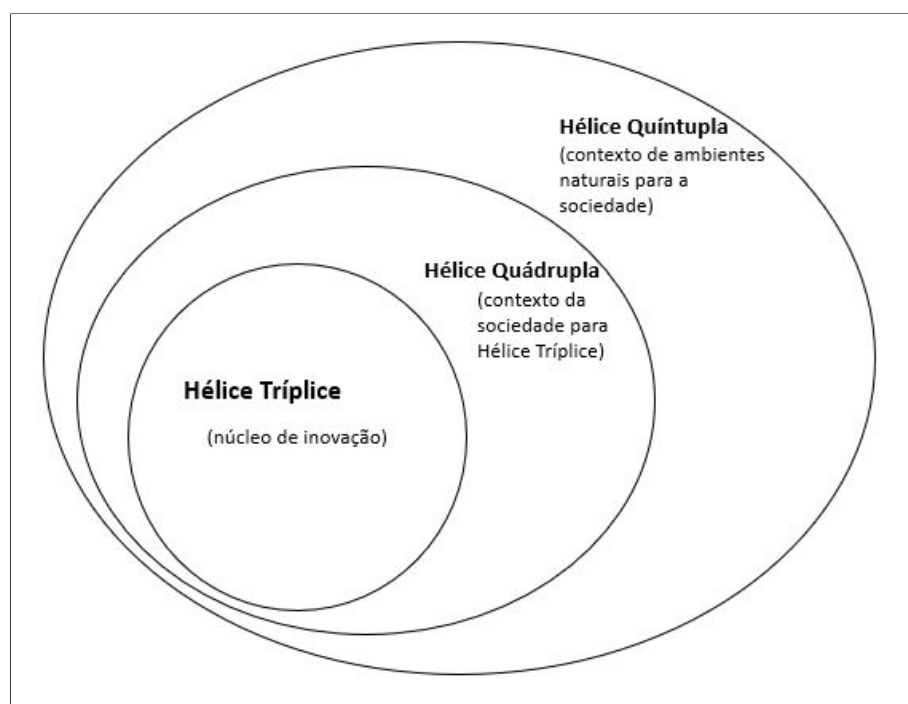 Hélice Quíntupla
(contexto de ambientes
naturais para a
sociedade)
Hélice Quádrupla
(contexto da
sociedade para
Hélice Tríplice)
Hélice Tríplice
(núcleo de inovação)